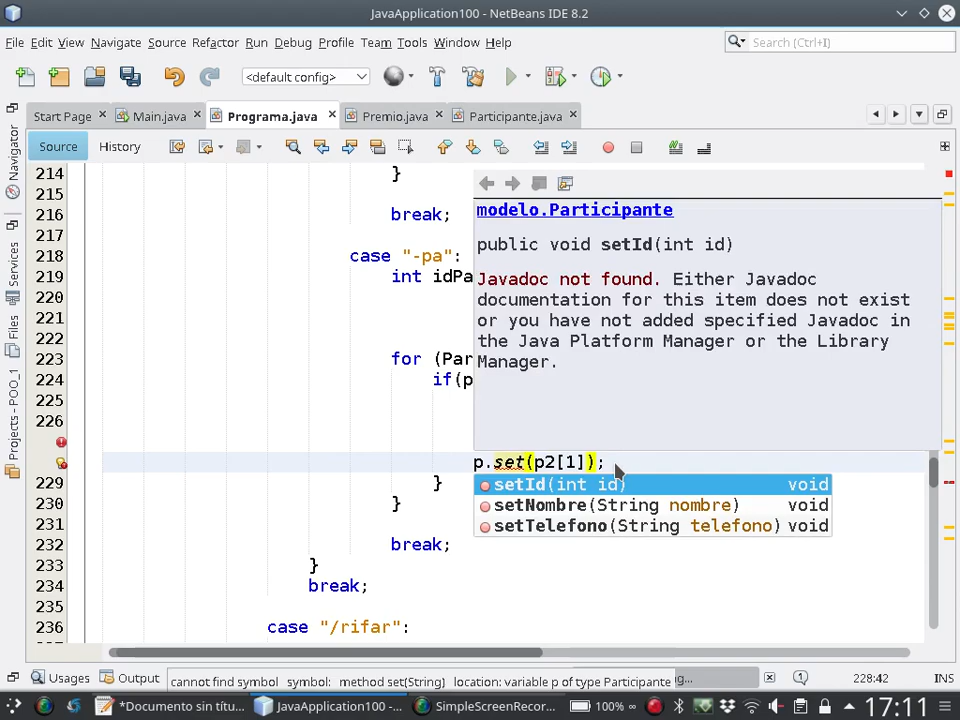 JavaApplication100 - NetBeans IDE 8.2
File Edit View Navigate Source Refactor Run Debug Profile Team Tools Window Help
Search (Ctrl+I)
<default config>
Start Page Main.java Programa.java Premio.java Participante.java
Source History
Navigator
Services
Files
Projects - POO_1
214 }
215
216 break;
217
218 case "-pa":
219 int idPa
220
221
222
223 for (Par
224 if(p
225
226
p.set(p2[1]);
229 }
230 }
231
232 break;
233 }
234 break;
235
236 case "/rifar":
modelo.Participante
public void setId(int id)
Javadoc not found. Either Javadoc
documentation for this item does not exist
or you have not added specified Javadoc in
the Java Platform Manager or the Library
Manager.
setId(int id) void
setNombre(String nombre) void
setTelefono(String telefono) void
Usages Output
cannot find symbol symbol: method set(String) location: variable p of type Participante
228:42 INS
*Documento sin títu... JavaApplication100 -... SimpleScreenRecor... 100% 17:11